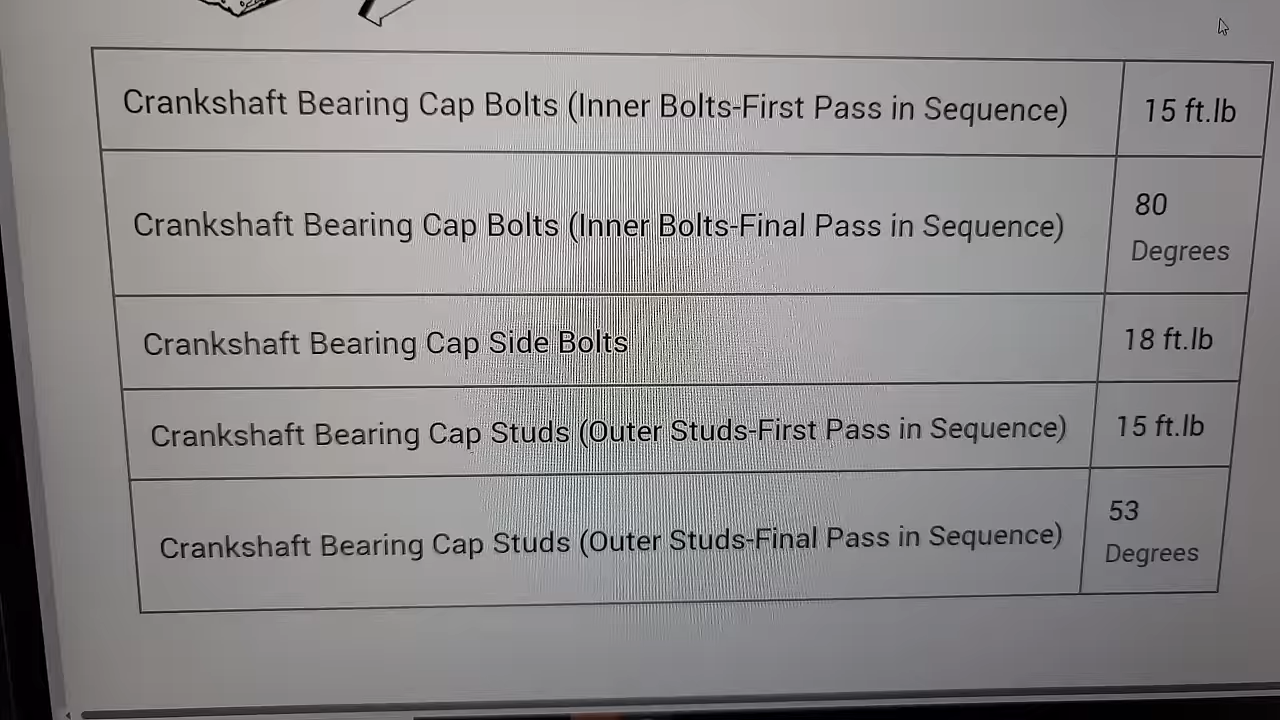 Crankshaft Bearing Cap Bolts (Inner Bolts-First Pass in Sequence) 15 ft.lb
Crankshaft Bearing Cap Bolts (Inner Bolts-Final Pass in Sequence) 80 Degrees
Crankshaft Bearing Cap Side Bolts 18 ft.lb
Crankshaft Bearing Cap Studs (Outer Studs-First Pass in Sequence) 15 ft.lb
Crankshaft Bearing Cap Studs (Outer Studs-Final Pass in Sequence) 53 Degrees